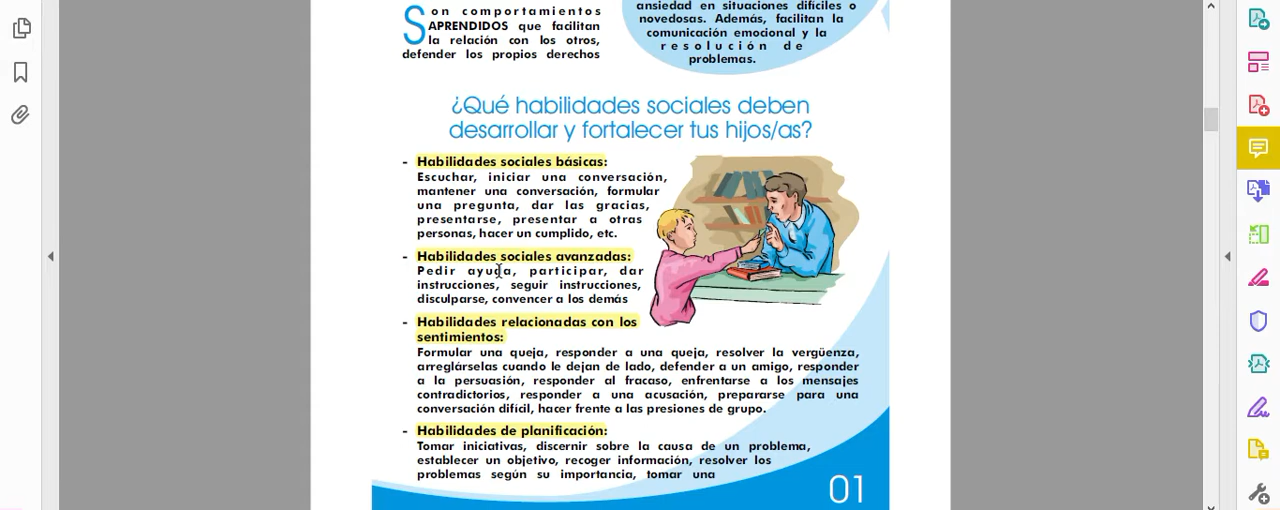 Son comportamientos
APRENDIDOS que facilitan
la relación con los otros,
defender los propios derechos
ansiedad en situaciones difíciles o
novedosas. Además, facilitan la
comunicación emocional y la
resolución de
problemas.
¿Qué habilidades sociales deben
desarrollar y fortalecer tus hijos/as?
- Habilidades sociales básicas:
Escuchar, iniciar una conversación,
mantener una conversación, formular
una pregunta, dar las gracias,
presentarse, presentar a otras
personas, hacer un cumplido, etc.
- Habilidades sociales avanzadas:
Pedir ayuda, participar, dar
instrucciones, seguir instrucciones,
disculparse, convencer a los demás
- Habilidades relacionadas con los
sentimientos:
Formular una queja, responder a una queja, resolver la vergüenza,
arreglárselas cuando le dejan de lado, defender a un amigo, responder
a la persuasión, responder al fracaso, enfrentarse a los mensajes
contradictorios, responder a una acusación, prepararse para una
conversación difícil, hacer frente a las presiones de grupo.
- Habilidades de planificación:
Tomar iniciativas, discernir sobre la causa de un problema,
establecer un objetivo, recoger información, resolver los
problemas según su importancia, tomar una
01